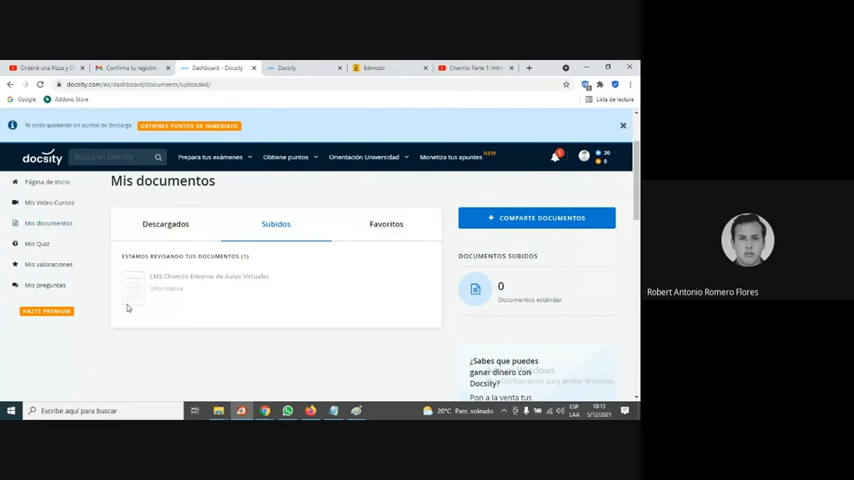 Ordené una Pizza y D
Confirma tu registro
Dashboard - Docsity
Docsity
Edmodo
Chamilo Parte 1: Intro
docsity.com/es/dashboard/documents/uploaded/
Google
Addons Store
Lista de lectura
Te estás quedando sin puntos de Descarga
OBTIENES PUNTOS DE INMEDIATO
docsity
Busca en Docsity
Prepara tus exámenes
Obtiene puntos
Orientación Universidad
Monetiza tus apuntes
NEW
20
0
Página de inicio
Mis Video Cursos
Mis documentos
Mis Quiz
Mis valoraciones
Mis preguntas
HAZTE PREMIUM
Mis documentos
Descargados
Subidos
Favoritos
ESTAMOS REVISANDO TUS DOCUMENTOS (1)
LMS Chamilo Entorno de Aulas Virtuales
Informática
COMPARTE DOCUMENTOS
DOCUMENTOS SUBIDOS
0
Documentos estándar
¿Sabes que puedes
ganar dinero con
Docsity?
Pon a la venta tus
Configuración para activar Windows.
Robert Antonio Romero Flores
Escribe aquí para buscar
20°C Parc. soleado
ESP
LAA
10:13
5/12/2021